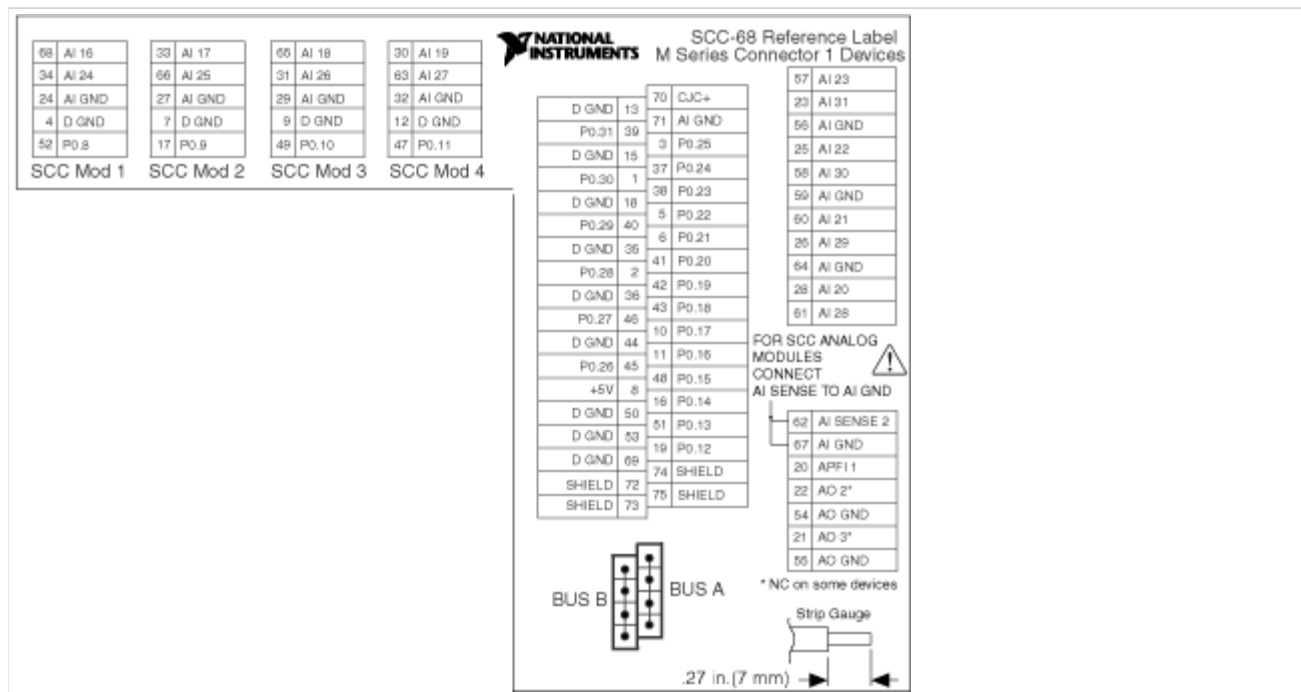 NATIONAL
INSTRUMENTS
SCC-68 Reference Label
M Series Connector 1 Devices
68 AI 16
34 AI 24
24 AI GND
4 D GND
52 P0.8
SCC Mod 1
33 AI 17
66 AI 25
27 AI GND
7 D GND
17 P0.9
SCC Mod 2
65 AI 18
31 AI 26
29 AI GND
9 D GND
49 P0.10
SCC Mod 3
30 AI 19
63 AI 27
32 AI GND
12 D GND
47 P0.11
SCC Mod 4
D GND 13
P0.31 39
D GND 15
P0.30 1
D GND 18
P0.29 40
D GND 35
P0.28 2
D GND 36
P0.27 46
D GND 44
P0.26 45
+5V 8
D GND 50
D GND 53
D GND 69
SHIELD 72
SHIELD 73
70 CJC+
71 AI GND
3 P0.25
37 P0.24
38 P0.23
5 P0.22
6 P0.21
41 P0.20
42 P0.19
43 P0.18
10 P0.17
11 P0.16
48 P0.15
16 P0.14
51 P0.13
19 P0.12
74 SHIELD
75 SHIELD
57 AI 23
23 AI 31
56 AI GND
25 AI 22
58 AI 30
59 AI GND
60 AI 21
26 AI 29
64 AI GND
28 AI 20
61 AI 28
FOR SCC ANALOG
MODULES
CONNECT
AI SENSE TO AI GND
62 AI SENSE 2
67 AI GND
20 APFI 1
22 AO 2*
54 AO GND
21 AO 3*
55 AO GND
* NC on some devices
BUS B
BUS A
Strip Gauge
.27 in.(7 mm)